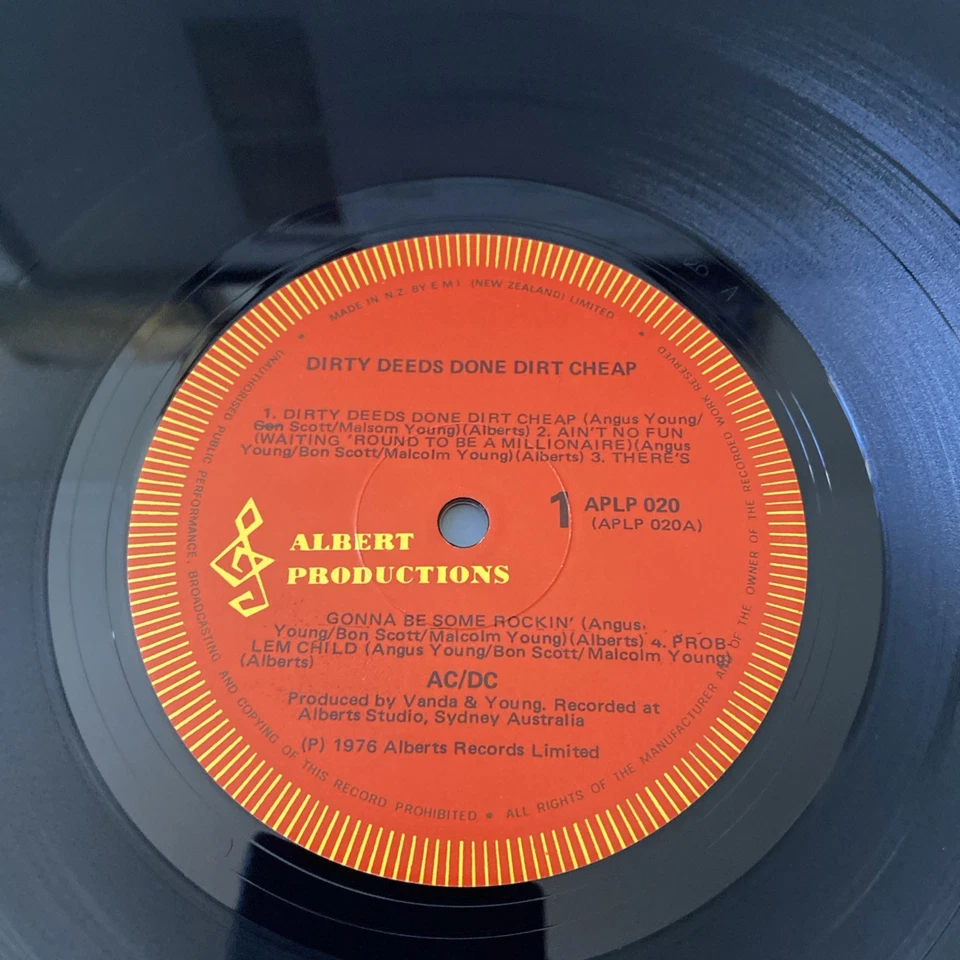 MADE IN N.Z. BY E M I (NEW ZEALAND) LIMITED
DIRTY DEEDS DONE DIRT CHEAP
1. DIRTY DEEDS DONE DIRT CHEAP (Angus Young/
Scott/Malsom Young)(Alberts) 2. AIN'T NO FUN
(WAITING 'ROUND TO BE A MILLIONAIRE)(Angus
Young/Bon Scott/Malcolm Young)(Alberts) 3. THERE'S
1 APLP 020
(APLP 020A)
ALBERT
PRODUCTIONS
GONNA BE SOME ROCKIN' (Angus
Young/Bon Scott/Malcolm Young)(Alberts) 4. PROB-
LEM CHILD (Angus Young/Bon Scott/Malcolm Young)
(Alberts)
AC/DC
Produced by Vanda & Young. Recorded at
Alberts Studio, Sydney Australia
(P) 1976 Alberts Records Limited
UNAUTHORISED PUBLIC PERFORMANCE, BROADCASTING AND COPYING OF THIS RECORD PROHIBITED • ALL RIGHTS OF THE MANUFACTURER AND OF THE OWNER OF THE RECORDED WORK RESERVED